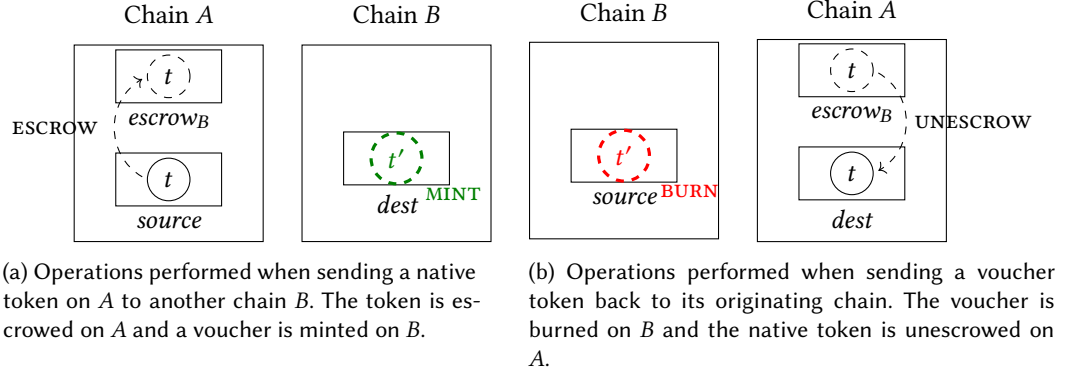 Chain A
Chain B
Chain B
Chain A
t
escrow_B
ESCROW
t
source
t′
MINT
dest
t′
BURN
source
t
escrow_B
UNESCROW
t
dest
(a) Operations performed when sending a native
token on A to another chain B. The token is es-
crowed on A and a voucher is minted on B.
(b) Operations performed when sending a voucher
token back to its originating chain. The voucher is
burned on B and the native token is unescrowed on
A.